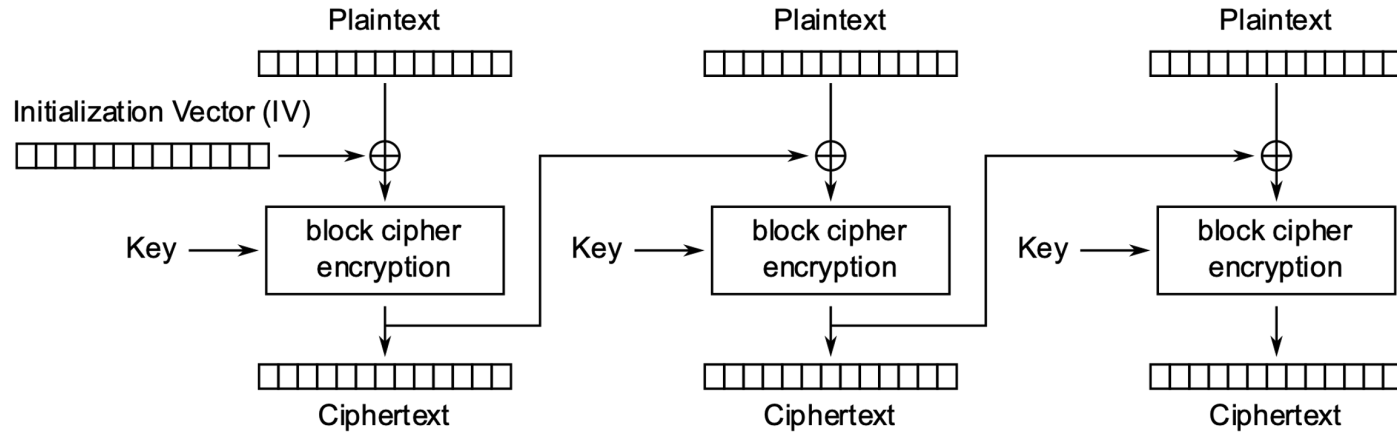 Plaintext
Plaintext
Plaintext
Initialization Vector (IV)
Key
block cipher
encryption
Key
block cipher
encryption
Key
block cipher
encryption
Ciphertext
Ciphertext
Ciphertext